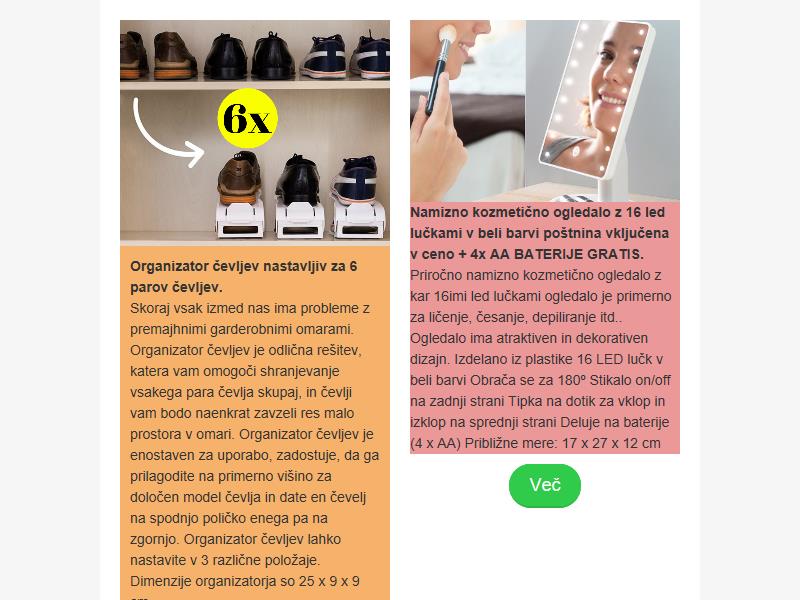 6x
Organizator čevljev nastavljiv za 6
parov čevljev.
Skoraj vsak izmed nas ima probleme z
premajhnimi garderobnimi omarami.
Organizator čevljev je odlična rešitev,
katera vam omogoči shranjevanje
vsakega para čevlja skupaj, in čevlji
vam bodo naenkrat zavzeli res malo
prostora v omari. Organizator čevljev je
enostaven za uporabo, zadostuje, da ga
prilagodite na primerno višino za
določen model čevlja in date en čevelj
na spodnjo poličko enega pa na
zgornjo. Organizator čevljev lahko
nastavite v 3 različne položaje.
Dimenzije organizatorja so 25 x 9 x 9
Namizno kozmetično ogledalo z 16 led
lučkami v beli barvi poštnina vključena
v ceno + 4x AA BATERIJE GRATIS.
Priročno namizno kozmetično ogledalo z
kar 16imi led lučkami ogledalo je primerno
za ličenje, česanje, depiliranje itd..
Ogledalo ima atraktiven in dekorativen
dizajn. Izdelano iz plastike 16 LED lučk v
beli barvi Obrača se za 180º Stikalo on/off
na zadnji strani Tipka na dotik za vklop in
izklop na sprednji strani Deluje na baterije
(4 x AA) Približne mere: 17 x 27 x 12 cm
Več